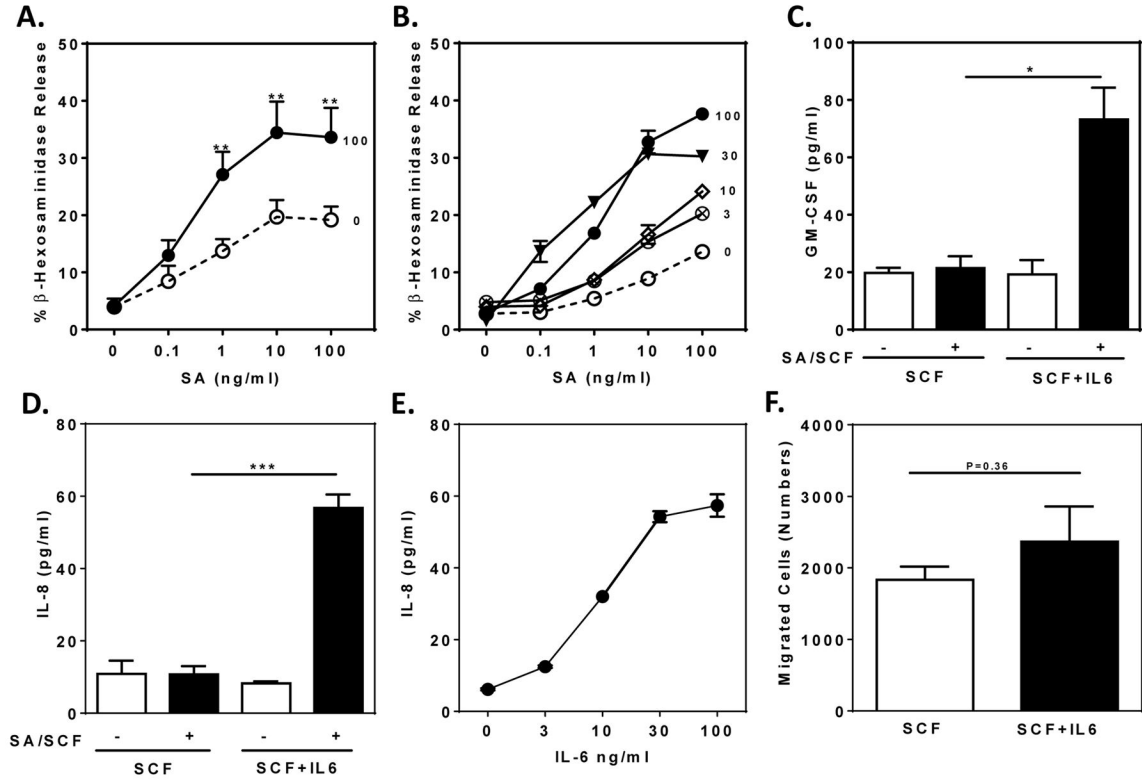 A.
% β-Hexosaminidase Release
50
40
30
20
10
0
** ** **
100
0
0 0.1 1 10 100
SA (ng/ml)
B.
% β-Hexosaminidase Release
50
40
30
20
10
0
100
30
10
3
0
0 0.1 1 10 100
SA (ng/ml)
C.
GM-CSF (pg/ml)
100
80
60
40
20
0
*
SA/SCF - + - +
SCF SCF+IL6
D.
IL-8 (pg/ml)
80
60
40
20
0
***
SA/SCF - + - +
SCF SCF+IL6
E.
IL-8 (pg/ml)
80
60
40
20
0
0 3 10 30 100
IL-6 ng/ml
F.
Migrated Cells (Numbers)
4000
3000
2000
1000
0
P=0.36
SCF SCF+IL6